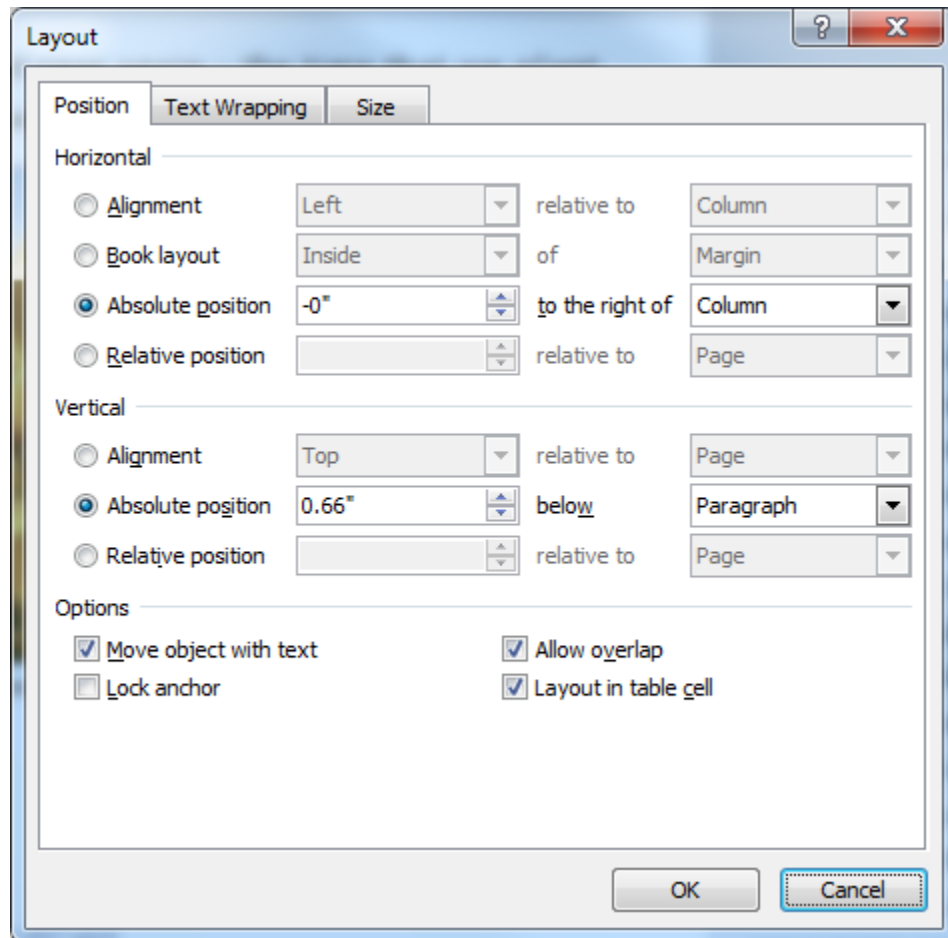 Layout
Position Text Wrapping Size
Horizontal
Alignment Left relative to Column
Book layout Inside of Margin
Absolute position -0" to the right of Column
Relative position relative to Page
Vertical
Alignment Top relative to Page
Absolute position 0.66" below Paragraph
Relative position relative to Page
Options
Move object with text Allow overlap
Lock anchor Layout in table cell
OK Cancel